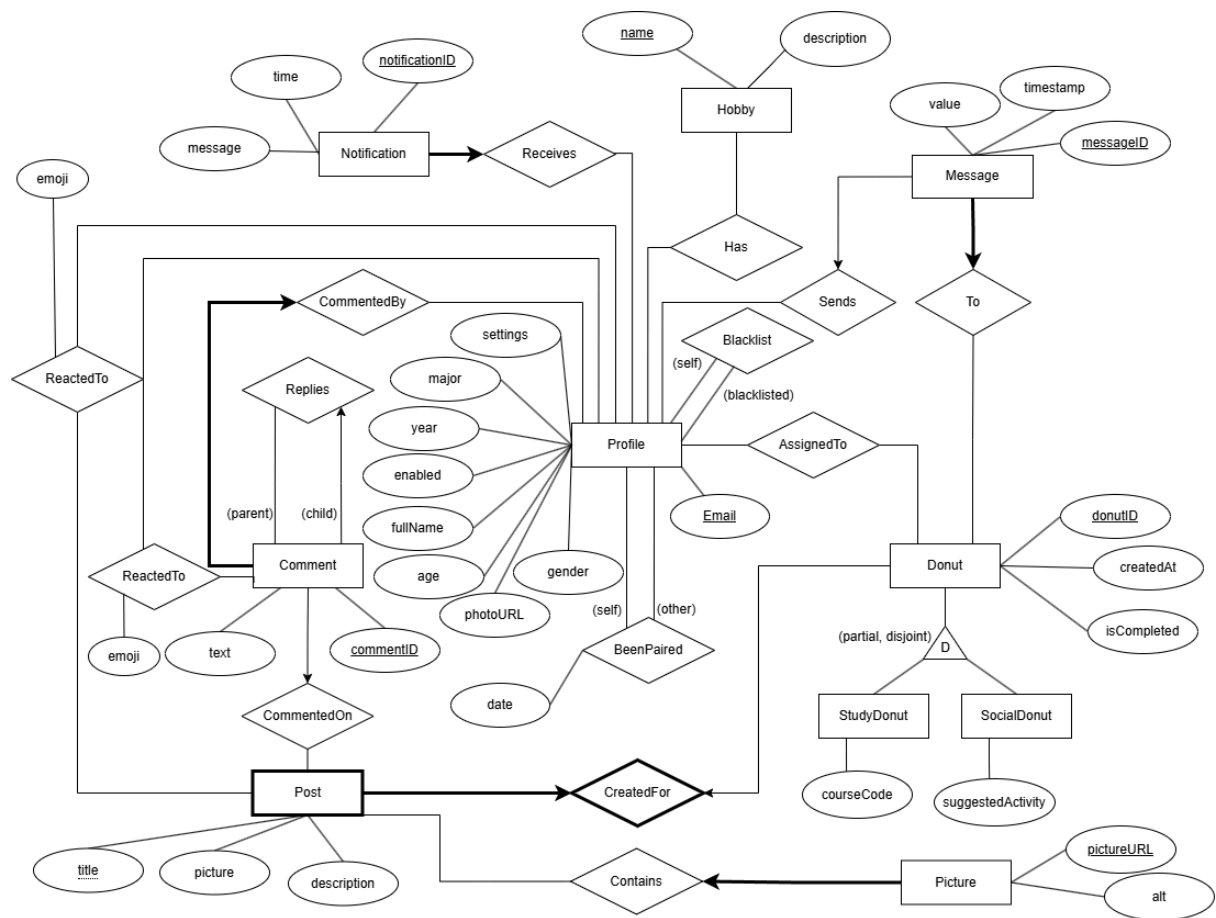 name
description
notificationID
time
timestamp
value
Hobby
messageID
message
Notification
Receives
Message
emoji
Has
CommentedBy
Sends
To
settings
Blacklist
(self)
ReactedTo
major
Replies
(blacklisted)
year
Profile
AssignedTo
enabled
(parent)
(child)
fullName
Email
donutID
Comment
Donut
createdAt
ReactedTo
age
gender
photoURL
(self)
(other)
isCompleted
(partial, disjoint)
D
text
commentID
emoji
BeenPaired
date
StudyDonut
SocialDonut
CommentedOn
Post
CreatedFor
courseCode
suggestedActivity
title
picture
description
Contains
Picture
pictureURL
alt